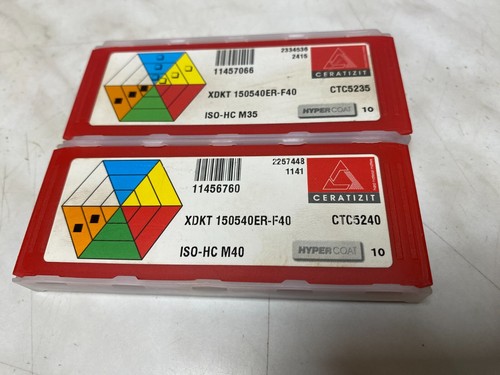 11457066
2334536
2415
CERATIZIT
XDKT 150540ER-F40
CTC5235
ISO-HC M35
HYPERCOAT
10
11456760
2257448
1141
CERATIZIT
XDKT 150540ER-F40
CTC5240
ISO-HC M40
HYPERCOAT
10